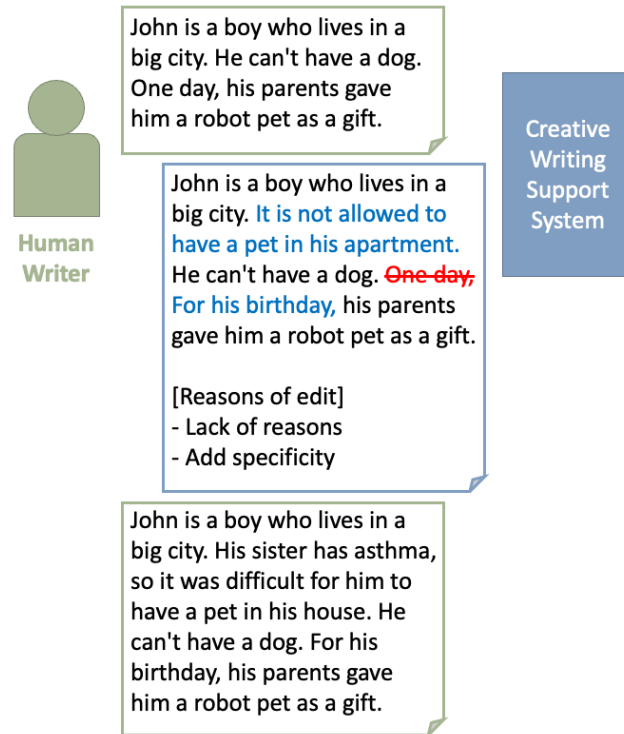 John is a boy who lives in a
big city. He can't have a dog.
One day, his parents gave
him a robot pet as a gift.
Human
Writer
Creative
Writing
Support
System
John is a boy who lives in a
big city. It is not allowed to
have a pet in his apartment.
He can't have a dog. One day,
For his birthday, his parents
gave him a robot pet as a gift.
[Reasons of edit]
- Lack of reasons
- Add specificity
John is a boy who lives in a
big city. His sister has asthma,
so it was difficult for him to
have a pet in his house. He
can't have a dog. For his
birthday, his parents gave
him a robot pet as a gift.